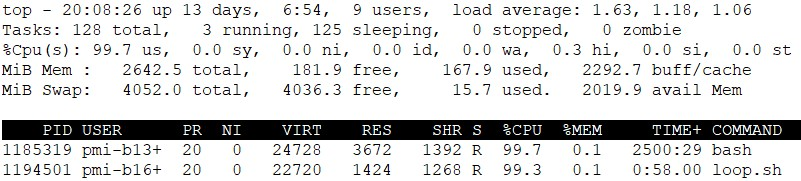 top - 20:08:26 up 13 days,  6:54,  9 users,  load average: 1.63, 1.18, 1.06
Tasks: 128 total,   3 running, 125 sleeping,   0 stopped,   0 zombie
%Cpu(s): 99.7 us,  0.0 sy,  0.0 ni,  0.0 id,  0.0 wa,  0.3 hi,  0.0 si,  0.0 st
MiB Mem :   2642.5 total,    181.9 free,    167.9 used,   2292.7 buff/cache
MiB Swap:   4052.0 total,   4036.3 free,     15.7 used.   2019.9 avail Mem
PID USER      PR  NI    VIRT    RES    SHR S  %CPU  %MEM     TIME+ COMMAND
1185319 pmi-b13+  20   0   24728   3672   1392 R  99.7   0.1   2500:29 bash
1194501 pmi-b16+  20   0   22720   1424   1268 R  99.3   0.1   0:58.00 loop.sh